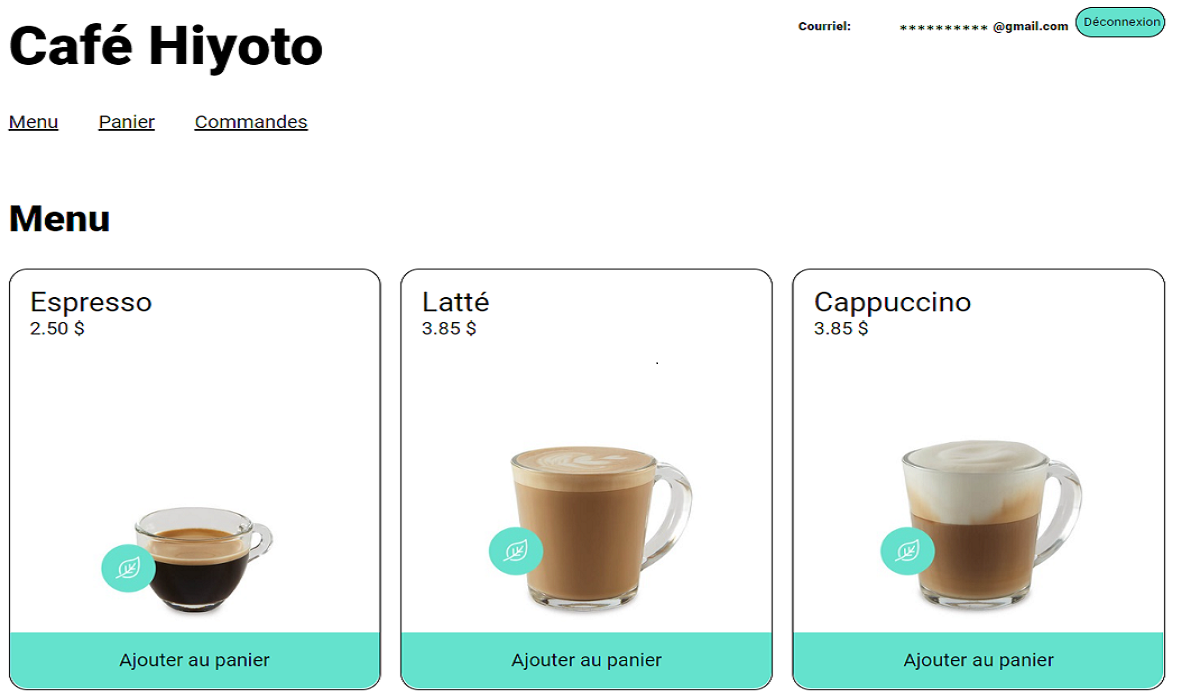 Café Hiyoto
Courriel: ********** @gmail.com
Déconnexion
Menu Panier Commandes
Menu
Espresso
2.50 $
Latté
3.85 $
Cappuccino
3.85 $
Ajouter au panier
Ajouter au panier
Ajouter au panier